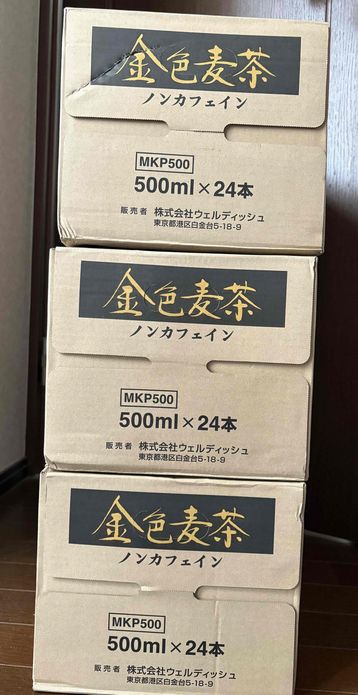 金色麦茶
ノンカフェイン
MKP500
500ml×24本
販売者 株式会社ウェルディッシュ
東京都港区白金台5-18-9
金色麦茶
ノンカフェイン
MKP500
500ml×24本
販売者 株式会社ウェルディッシュ
東京都港区白金台5-18-9
金色麦茶
ノンカフェイン
MKP500
500ml×24本
販売者 株式会社ウェルディッシュ
東京都港区白金台5-18-9